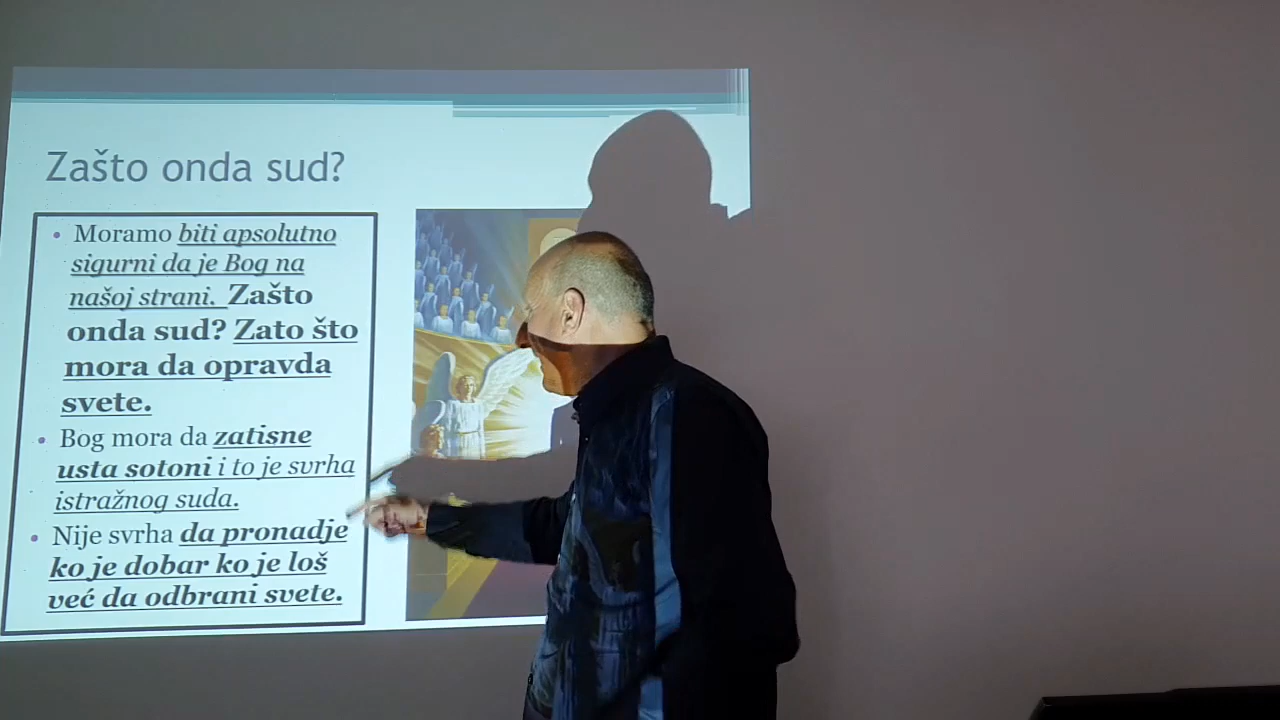 Zašto onda sud?
Moramo biti apsolutno
sigurni da je Bog na
našoj strani. Zašto
onda sud? Zato što
mora da opravda
svete.
Bog mora da zatisne
usta sotoni i to je svrha
istražnog suda.
Nije svrha da pronadje
ko je dobar ko je loš
već da odbrani svete.